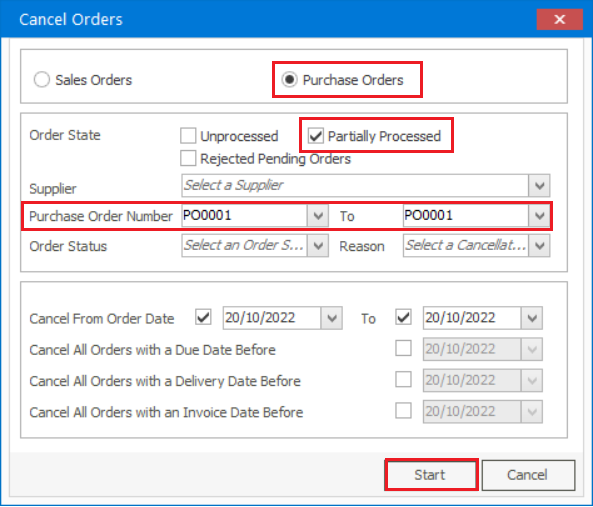 Cancel Orders
Sales Orders Purchase Orders
Order State Unprocessed Partially Processed
Rejected Pending Orders
Supplier Select a Supplier
Purchase Order Number PO0001 To PO0001
Order Status Select an Order S... Reason Select a Cancellat...
Cancel From Order Date 20/10/2022 To 20/10/2022
Cancel All Orders with a Due Date Before 20/10/2022
Cancel All Orders with a Delivery Date Before 20/10/2022
Cancel All Orders with an Invoice Date Before 20/10/2022
Start Cancel